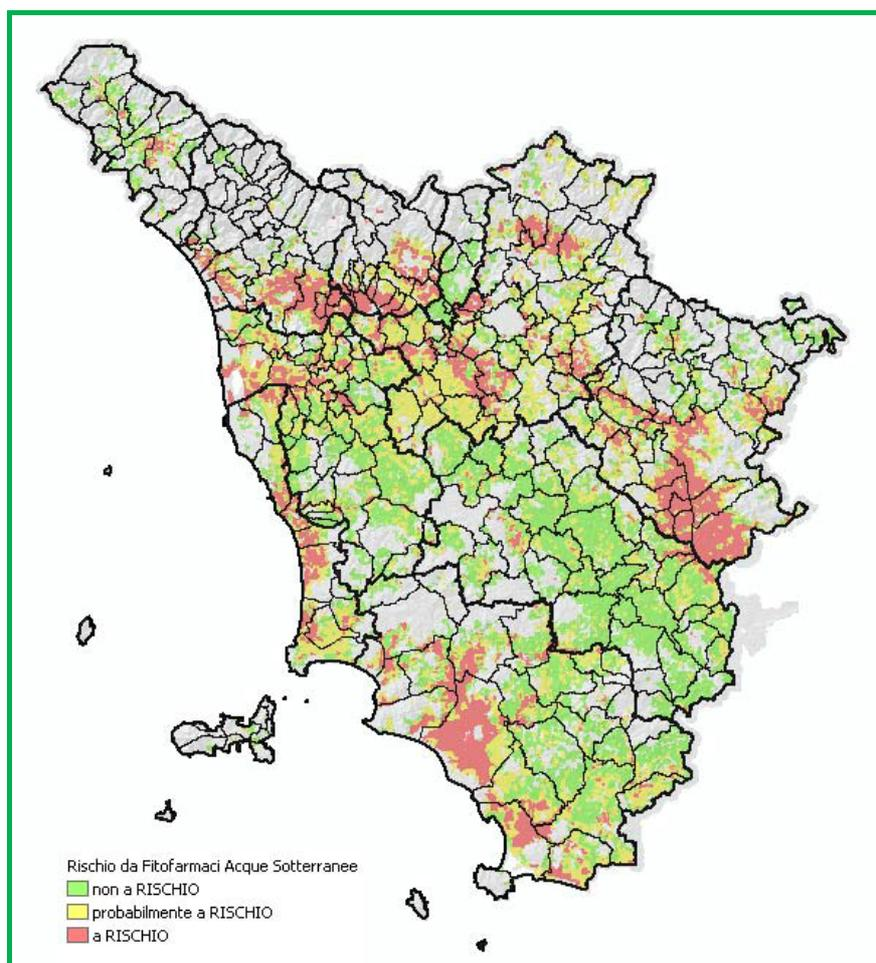 Rischio da Fitofarmaci Acque Sotterranee
non a RISCHIO
probabilmente a RISCHIO
a RISCHIO